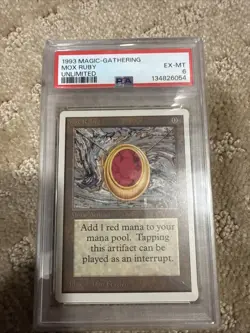 1993 MAGIC-GATHERING
MOX RUBY
UNLIMITED
EX-MT
6
PSA
134826054
Add 1 red mana to your
mana pool. Tapping
this artifact can be
played as an interrupt.